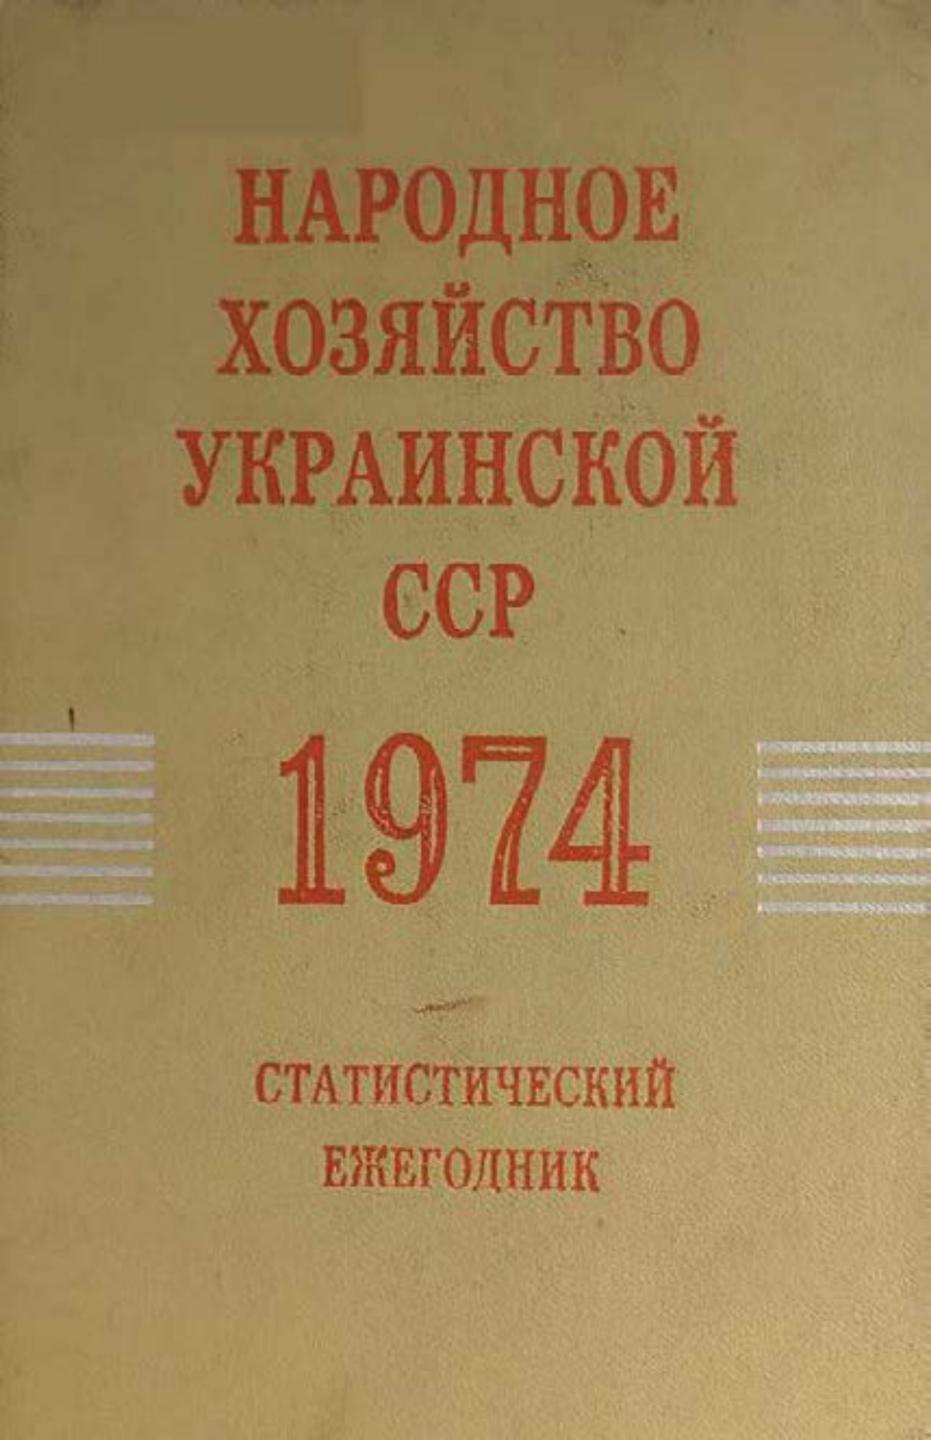 НАРОДНОЕ
ХОЗЯЙСТВО
УКРАИНСКОЙ
ССР
1974
СТАТИСТИЧЕСКИЙ
ЕЖЕГОДНИК